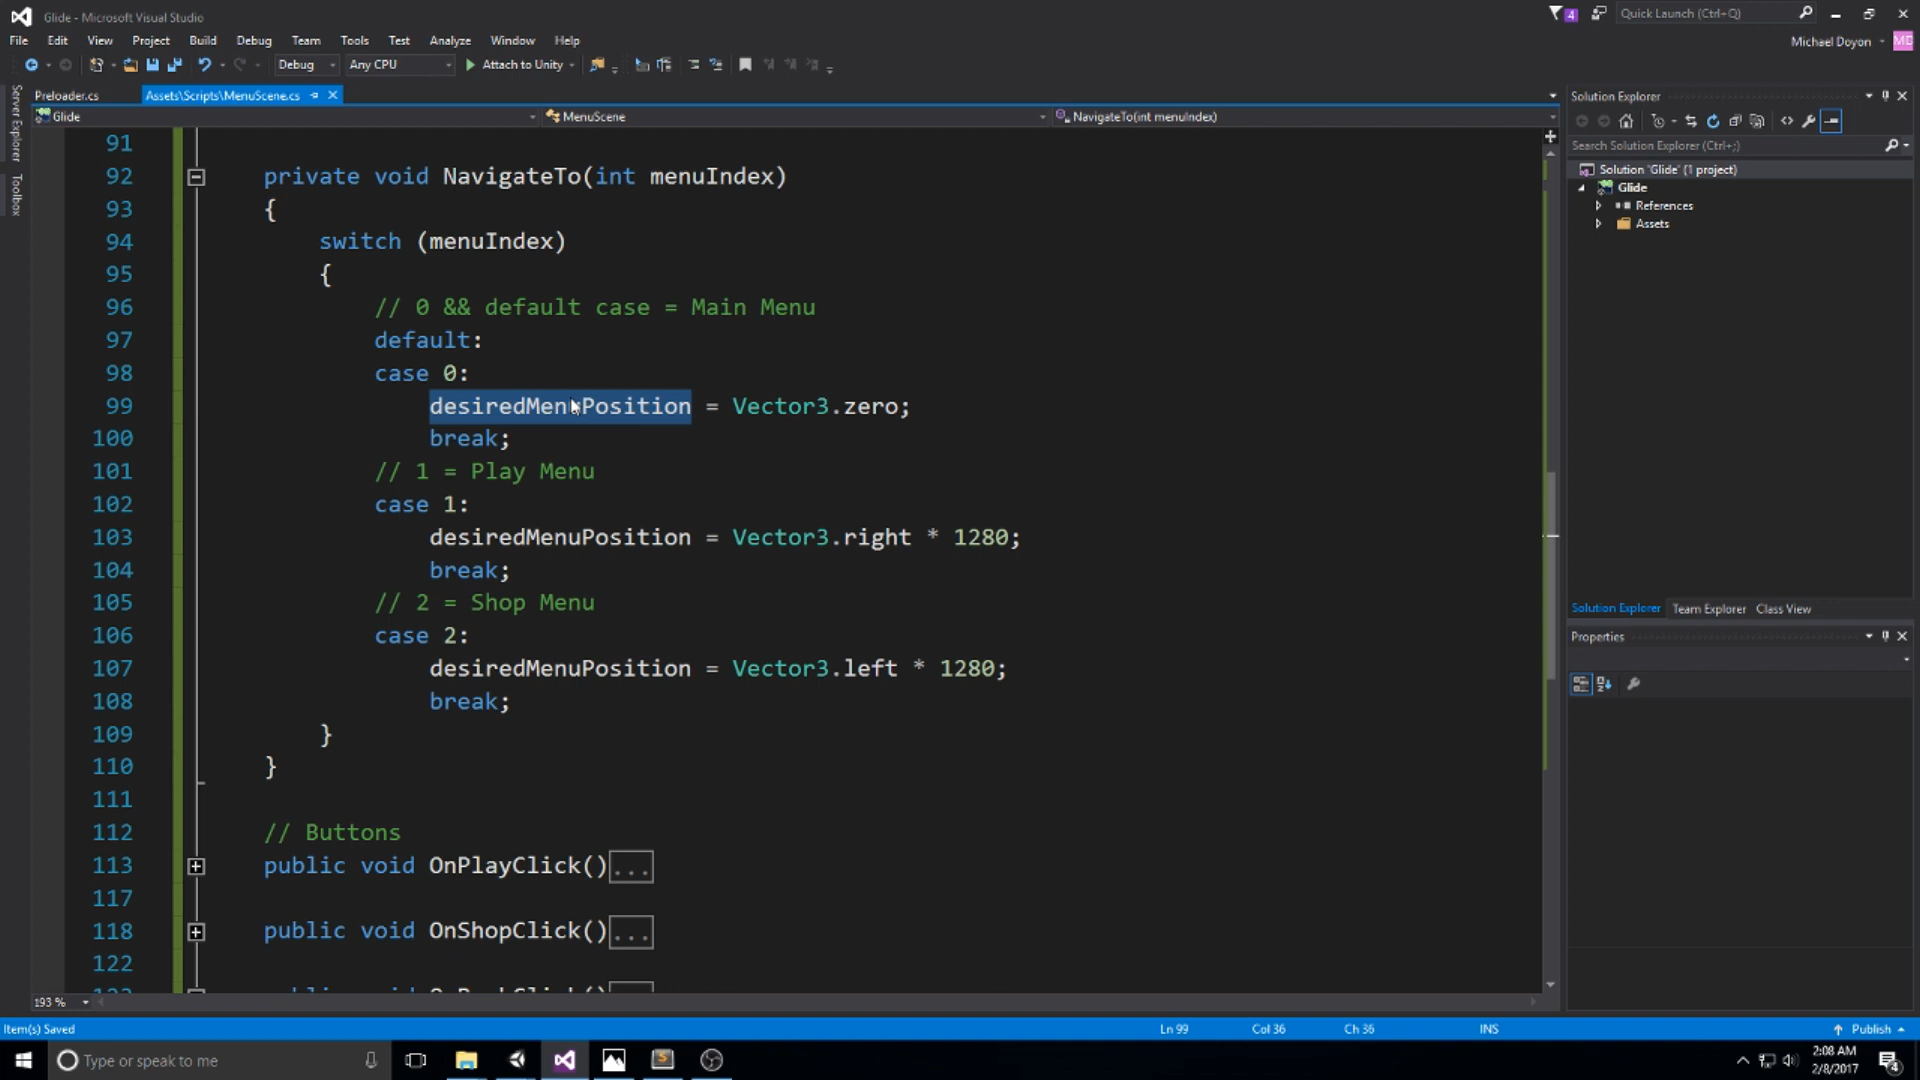 Glide - Microsoft Visual Studio
4
Quick Launch (Ctrl+Q)
File Edit View Project Build Debug Team Tools Test Analyze Window Help
Michael Doyon MD
Debug Any CPU Attach to Unity
Server Explorer
Toolbox
Preloader.cs Assets\Scripts\MenuScene.cs
Glide MenuScene NavigateTo(int menuIndex)
91
92 private void NavigateTo(int menuIndex)
93 {
94 switch (menuIndex)
95 {
96 // 0 && default case = Main Menu
97 default:
98 case 0:
99 desiredMenuPosition = Vector3.zero;
100 break;
101 // 1 = Play Menu
102 case 1:
103 desiredMenuPosition = Vector3.right * 1280;
104 break;
105 // 2 = Shop Menu
106 case 2:
107 desiredMenuPosition = Vector3.left * 1280;
108 break;
109 }
110 }
111
112 // Buttons
113 public void OnPlayClick()...
117
118 public void OnShopClick()...
122
193 %
Solution Explorer
Search Solution Explorer (Ctrl+;)
Solution 'Glide' (1 project)
Glide
References
Assets
Solution Explorer Team Explorer Class View
Properties
Item(s) Saved Ln 99 Col 36 Ch 36 INS Publish
Type or speak to me
2:08 AM
2/8/2017
4